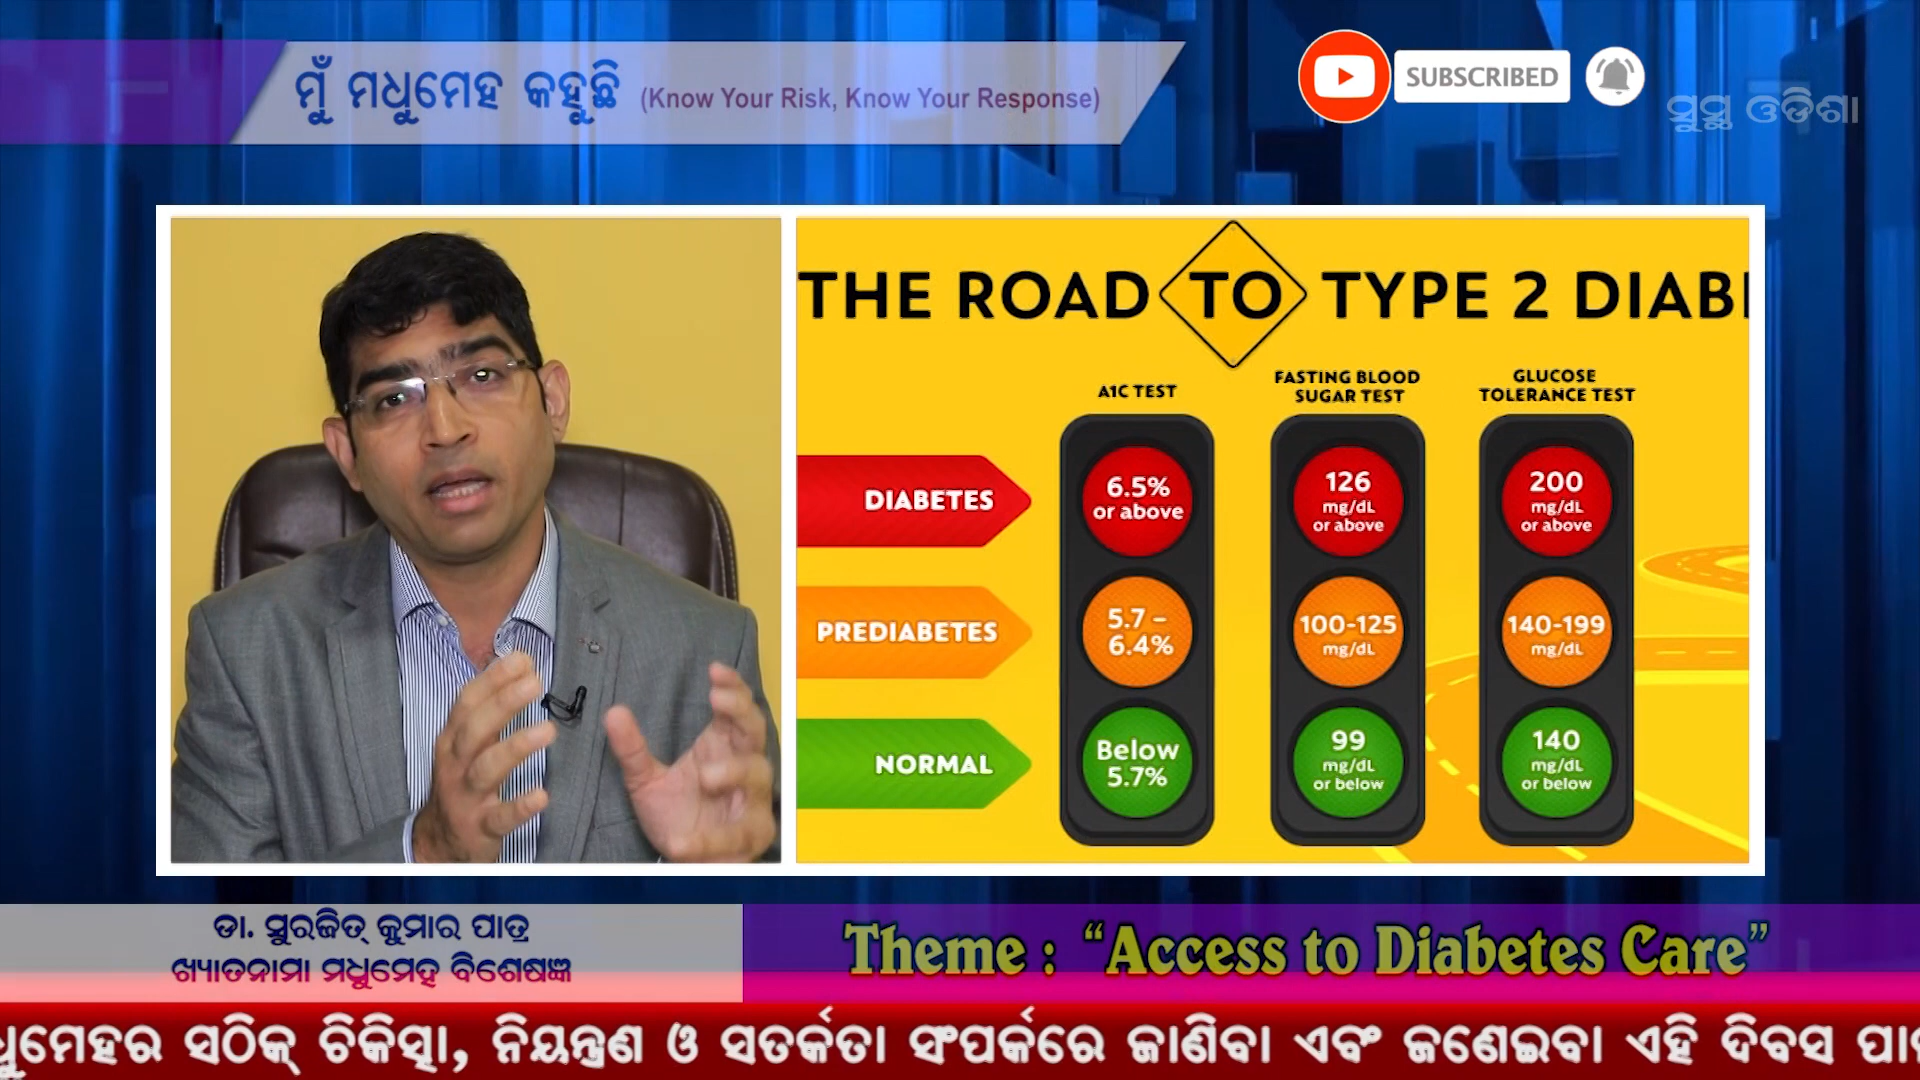 ମୁଁ ମଧୁମେହ କହୁଛି (Know Your Risk, Know Your Response)
SUBSCRIBED
ସୁସ୍ଥ ଓଡିଶା
THE ROAD TO TYPE 2 DIAB
A1C TEST
FASTING BLOOD
SUGAR TEST
GLUCOSE
TOLERANCE TEST
DIABETES
6.5%
or above
126
mg/dL
or above
200
mg/dL
or above
PREDIABETES
5.7 –
6.4%
100-125
mg/dL
140-199
mg/dL
NORMAL
Below
5.7%
99
mg/dL
or below
140
mg/dL
or below
ଡା. ସୁରଜିତ୍ କୁମାର ପାତ୍ର
ଖ୍ୟାତନାମା ମଧୁମେହ ବିଶେଷଜ୍ଞ
Theme : “Access to Diabetes Care”
ଧୁମେହର ସଠିକ୍ ଚିକିତ୍ସା, ନିୟନ୍ତ୍ରଣ ଓ ସତର୍କତା ସଂପର୍କରେ ଜାଣିବା ଏବଂ ଜଣେଇବା ଏହି ଦିବସ